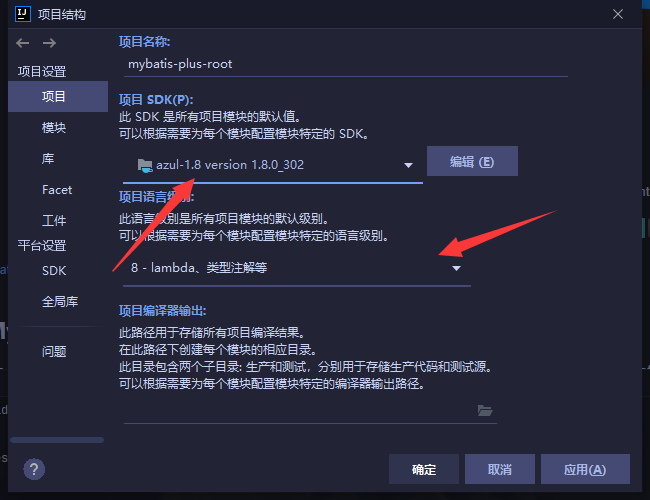 项目结构
项目设置
项目
模块
库
Facet
工件
平台设置
SDK
全局库
问题
项目名称:
mybatis-plus-root
项目 SDK(P):
此 SDK 是所有项目模块的默认值。
可以根据需要为每个模块配置模块特定的 SDK。
azul-1.8 version 1.8.0_302
编辑 (E)
项目语言级别:
此语言级别是所有项目模块的默认级别。
可以根据需要为每个模块配置模块特定的语言级别。
8 - lambda、类型注解等
项目编译器输出:
此路径用于存储所有项目编译结果。
在此路径下创建每个模块的相应目录。
此目录包含两个子目录: 生产和测试，分别用于存储生产代码和测试源。
可以根据需要为每个模块配置模块特定的编译器输出路径。
?
确定
取消
应用(A)